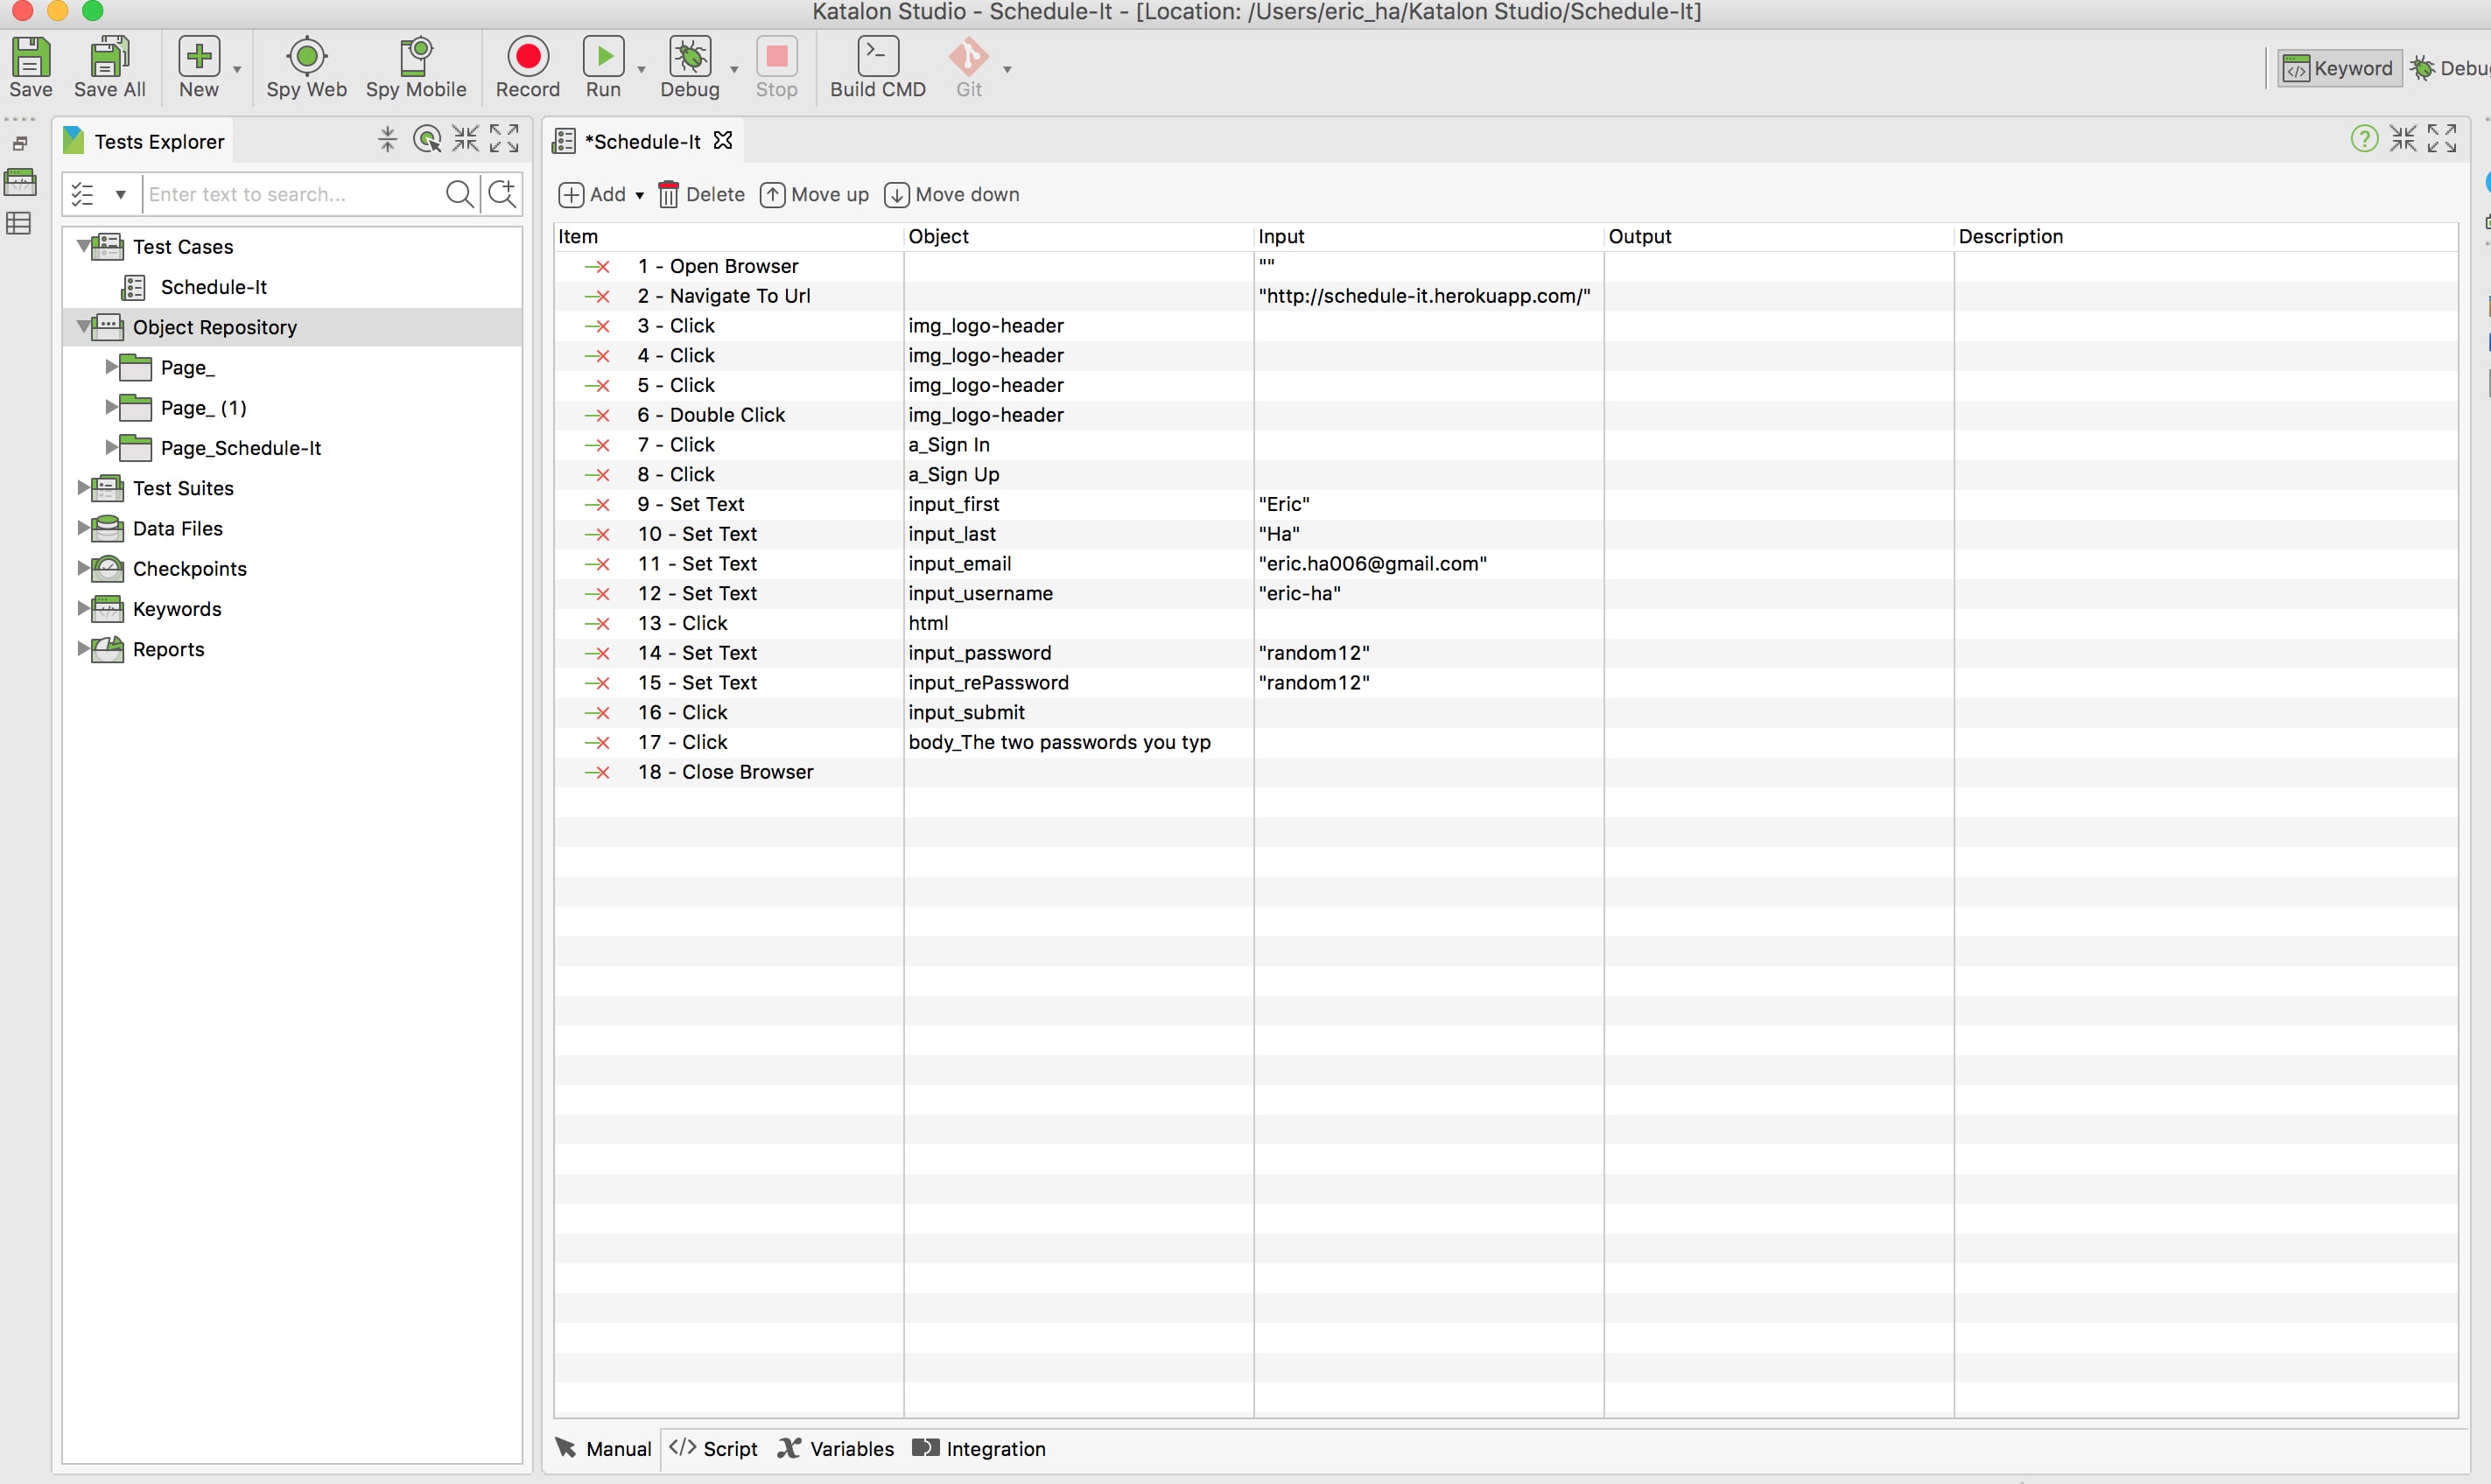 Katalon Studio - Schedule-It - [Location: /Users/eric_ha/Katalon Studio/Schedule-It]
Save Save All New Spy Web Spy Mobile Record Run Debug Stop Build CMD Git Keyword
Tests Explorer
*Schedule-It
Enter text to search...
Add Delete Move up Move down
Test Cases
Schedule-It
Object Repository
Page_
Page_ (1)
Page_Schedule-It
Test Suites
Data Files
Checkpoints
Keywords
Reports
Item Object Input Output Description
1 - Open Browser ""
2 - Navigate To Url "http://schedule-it.herokuapp.com/"
3 - Click img_logo-header
4 - Click img_logo-header
5 - Click img_logo-header
6 - Double Click img_logo-header
7 - Click a_Sign In
8 - Click a_Sign Up
9 - Set Text input_first "Eric"
10 - Set Text input_last "Ha"
11 - Set Text input_email "eric.ha006@gmail.com"
12 - Set Text input_username "eric-ha"
13 - Click html
14 - Set Text input_password "random12"
15 - Set Text input_rePassword "random12"
16 - Click input_submit
17 - Click body_The two passwords you typ
18 - Close Browser
Manual Script Variables Integration